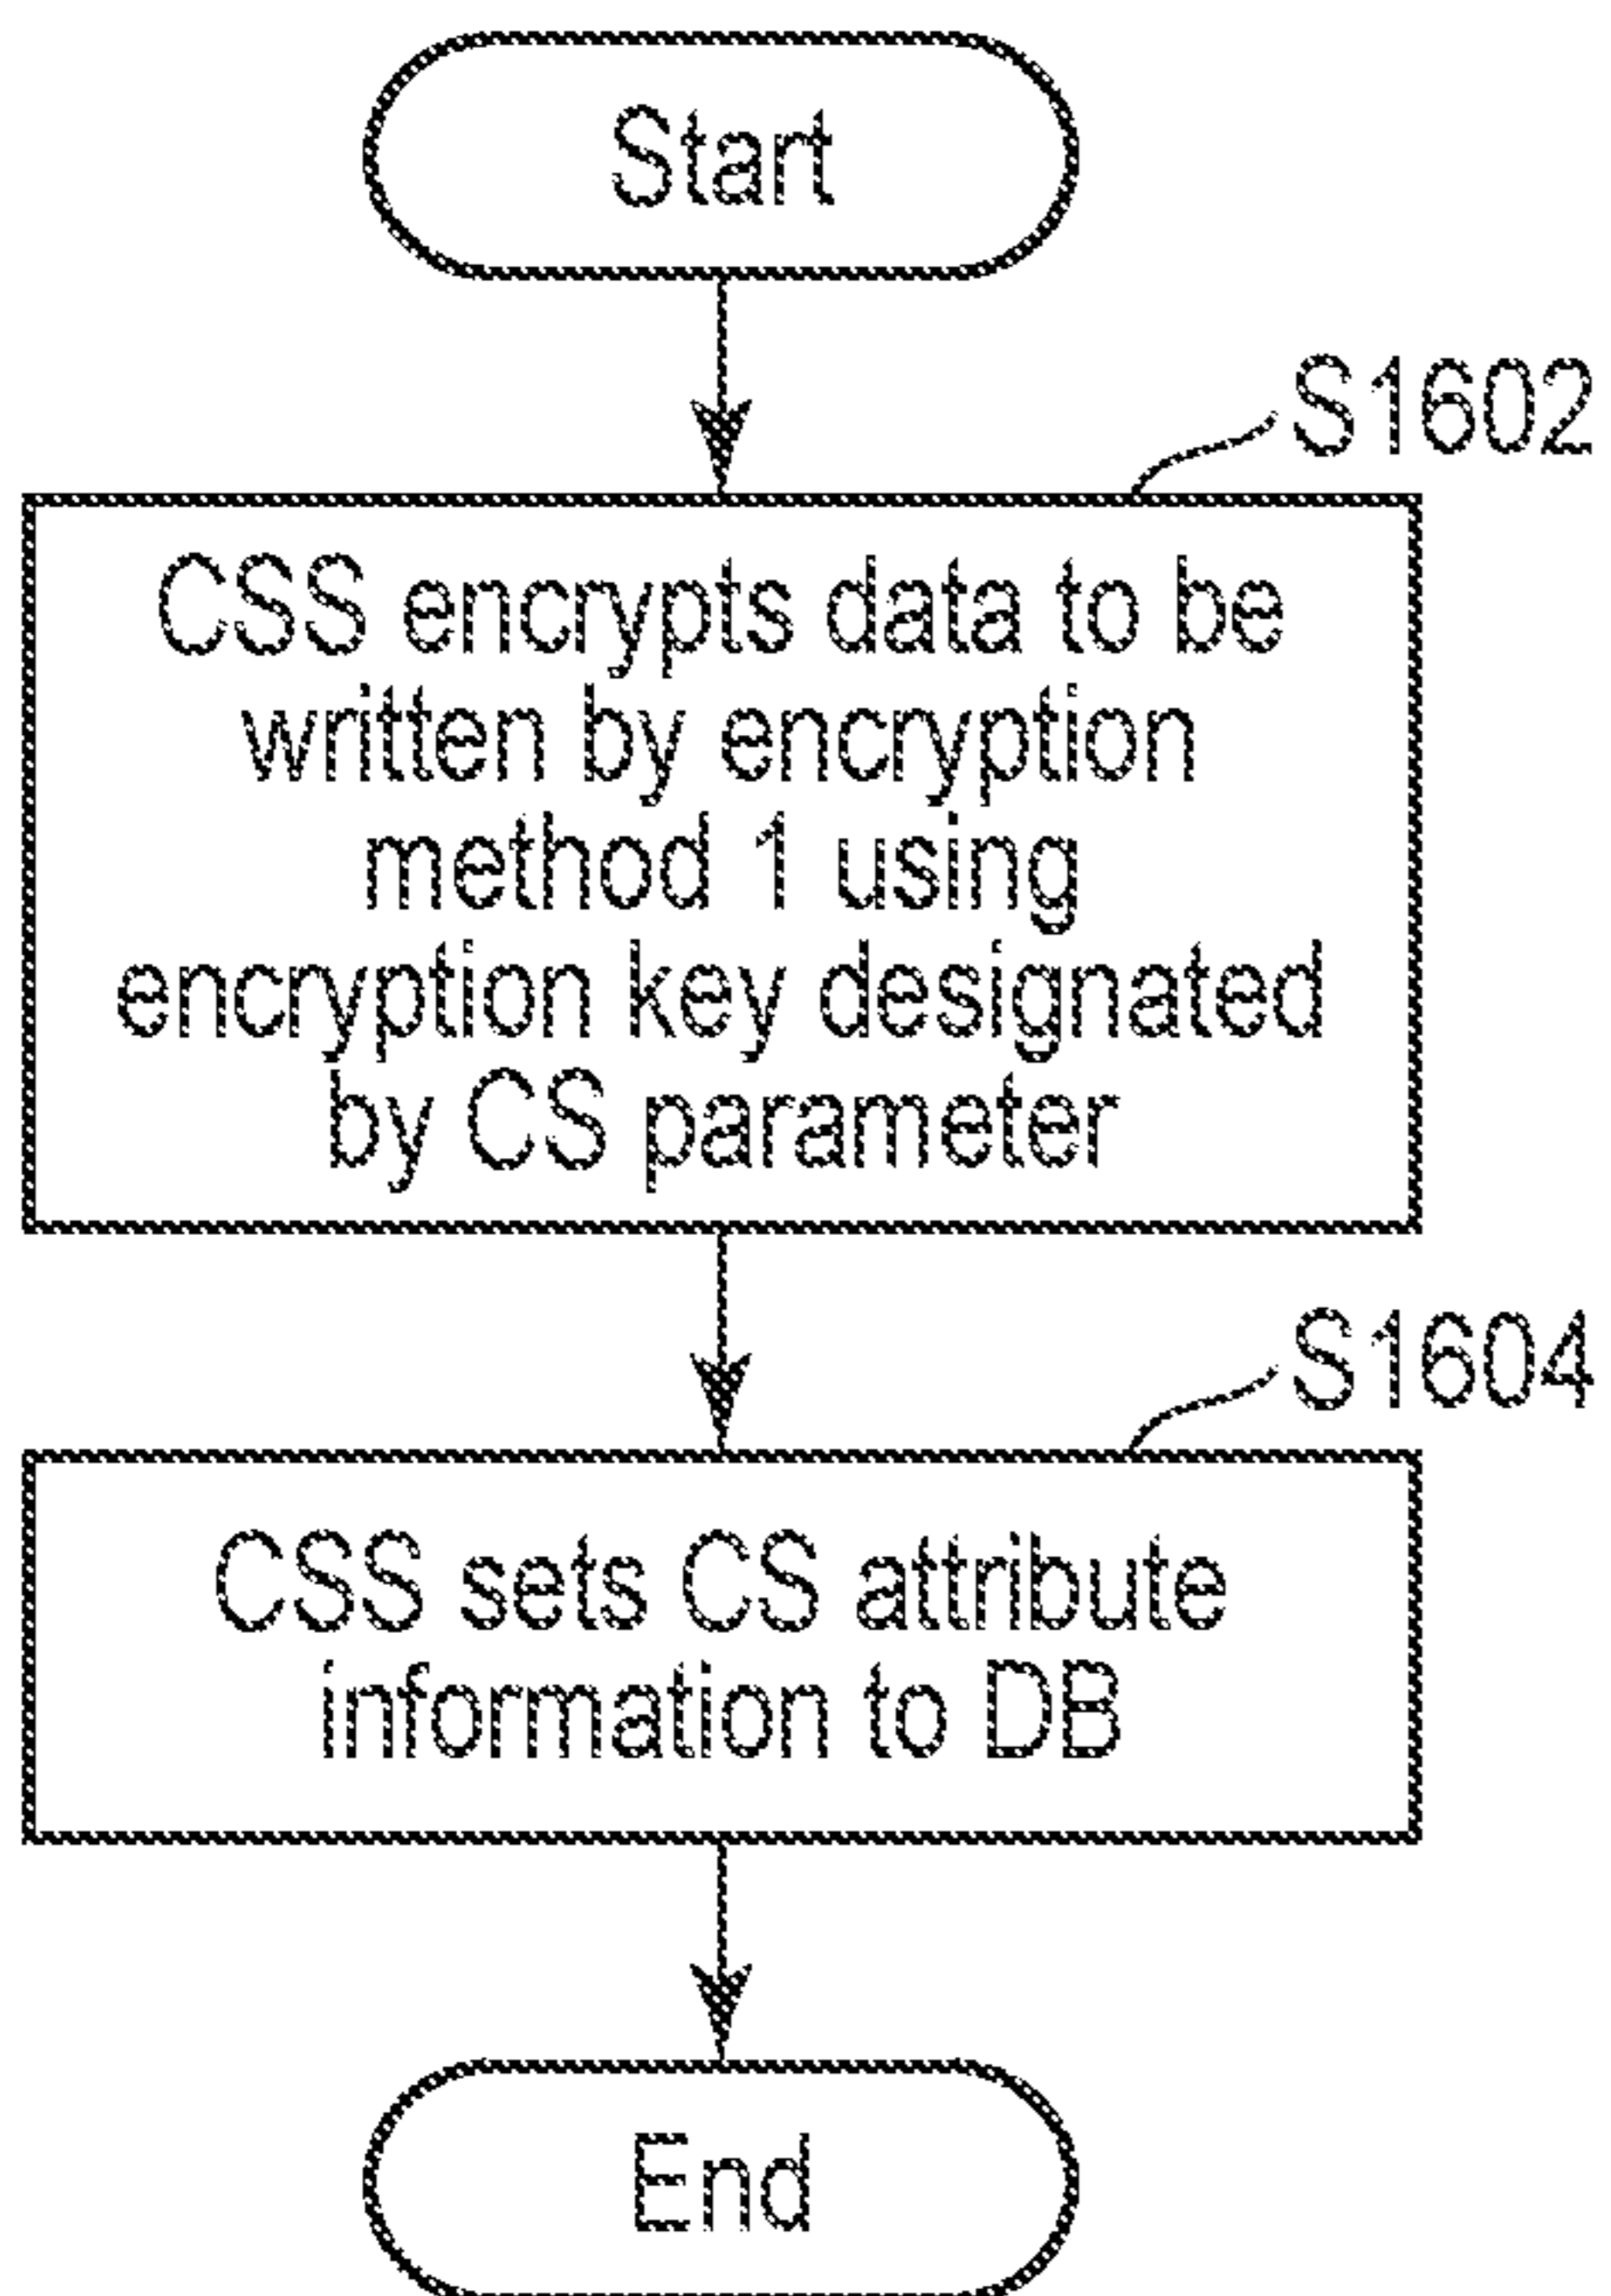 Start
S1602
CSS encrypts data to be
written by encryption
method 1 using
encryption key designated
by CS parameter
S1604
CSS sets CS attribute
information to DB
End